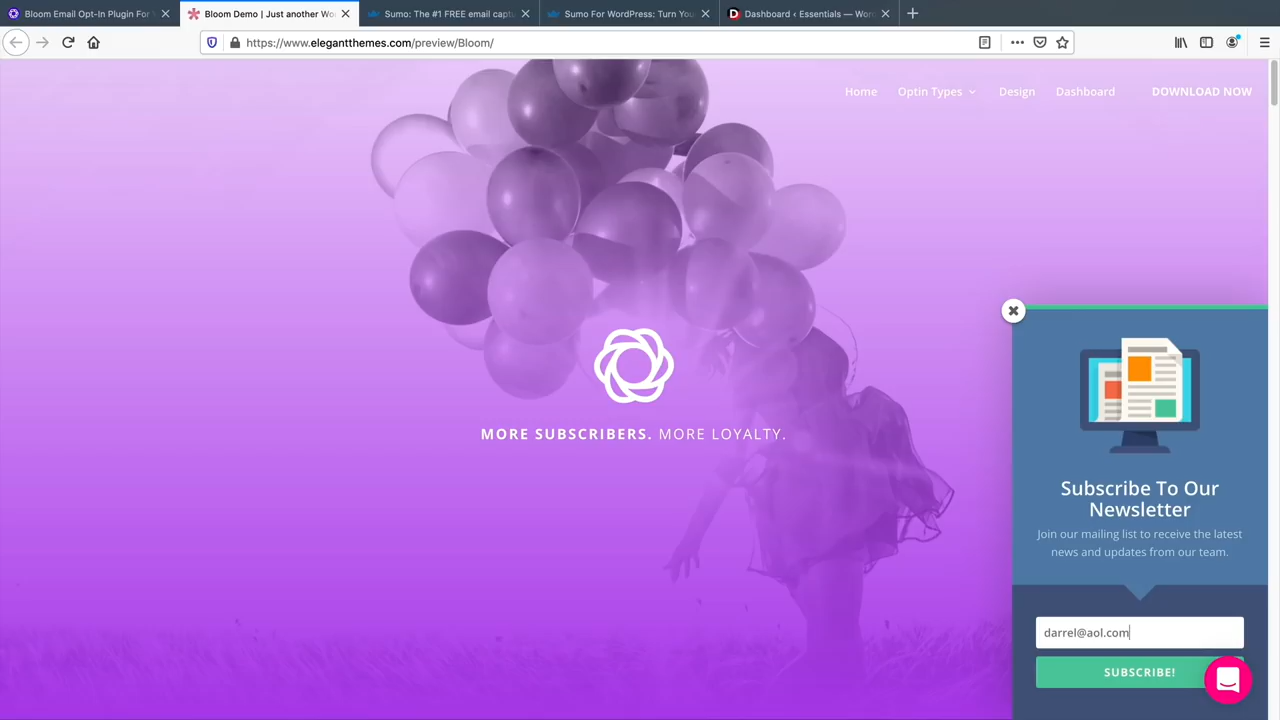 Bloom Email Opt-In Plugin For
Bloom Demo | Just another Wo
Sumo: The #1 FREE email captu
Sumo For WordPress: Turn You
Dashboard ‹ Essentials — Wor
https://www.elegantthemes.com/preview/Bloom/
Home
Optin Types
Design
Dashboard
DOWNLOAD NOW
MORE SUBSCRIBERS. MORE LOYALTY.
Subscribe To Our
Newsletter
Join our mailing list to receive the latest
news and updates from our team.
darrel@aol.com
SUBSCRIBE!